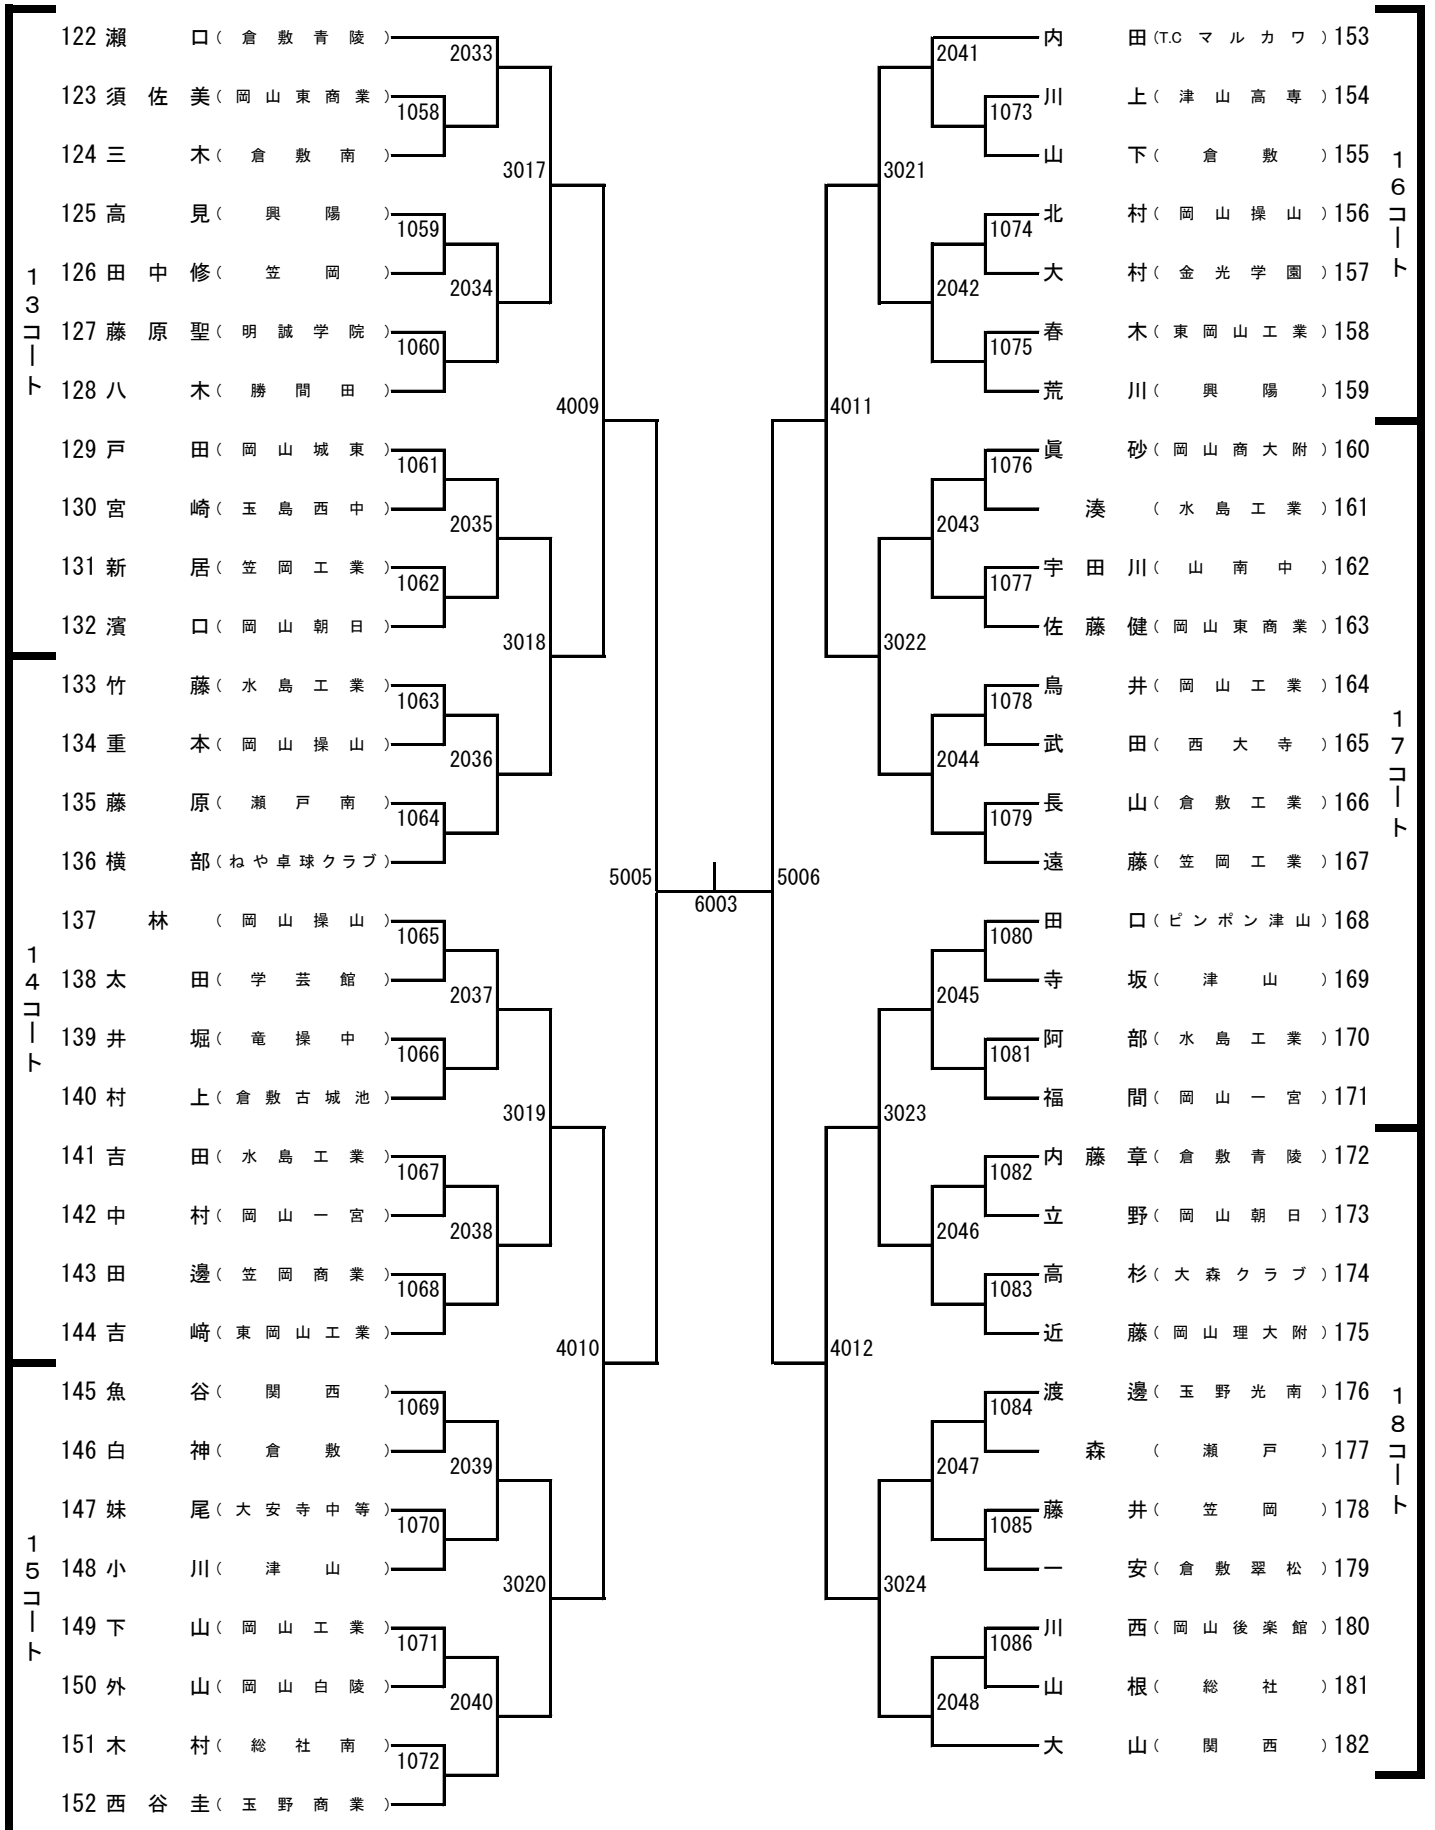 13コート
122 瀬口（倉敷青陵）
123 須佐美（岡山東商業）
124 三木（倉敷南）
125 高見（興陽）
126 田中修（笠岡）
127 藤原聖（明誠学院）
128 八木（勝間田）
129 戸田（岡山城東）
130 宮崎（玉島西中）
131 新居（笠岡工業）
132 濱口（岡山朝日）
14コート
133 竹藤（水島工業）
134 重本（岡山操山）
135 藤原（瀬戸南）
136 横部（ねや卓球クラブ）
137 林（岡山操山）
138 太田（学芸館）
139 井堀（竜操中）
140 村上（倉敷古城池）
141 吉田（水島工業）
142 中村（岡山一宮）
143 田邊（笠岡商業）
144 吉﨑（東岡山工業）
15コート
145 魚谷（関西）
146 白神（倉敷）
147 妹尾（大安寺中等）
148 小川（津山）
149 下山（岡山工業）
150 外山（岡山白陵）
151 木村（総社南）
152 西谷圭（玉野商業）
1058
1059
1060
1061
1062
1063
1064
1065
1066
1067
1068
1069
1070
1071
1072
2033
2034
2035
2036
2037
2038
2039
2040
3017
3018
3019
3020
4009
4010
5005
6003
5006
4011
4012
3021
3022
3023
3024
2041
2042
2043
2044
2045
2046
2047
2048
1073
1074
1075
1076
1077
1078
1079
1080
1081
1082
1083
1084
1085
1086
16コート
内田（T.C マルカワ）153
川上（津山高専）154
山下（倉敷）155
北村（岡山操山）156
大村（金光学園）157
春木（東岡山工業）158
荒川（興陽）159
17コート
眞砂（岡山商大附）160
湊（水島工業）161
宇田川（山南中）162
佐藤健（岡山東商業）163
鳥井（岡山工業）164
武田（西大寺）165
長山（倉敷工業）166
遠藤（笠岡工業）167
田口（ピンポン津山）168
寺坂（津山）169
阿部（水島工業）170
福間（岡山一宮）171
18コート
内藤章（倉敷青陵）172
立野（岡山朝日）173
高杉（大森クラブ）174
近藤（岡山理大附）175
渡邊（玉野光南）176
森（瀬戸）177
藤井（笠岡）178
一安（倉敷翠松）179
川西（岡山後楽館）180
山根（総社）181
大山（関西）182